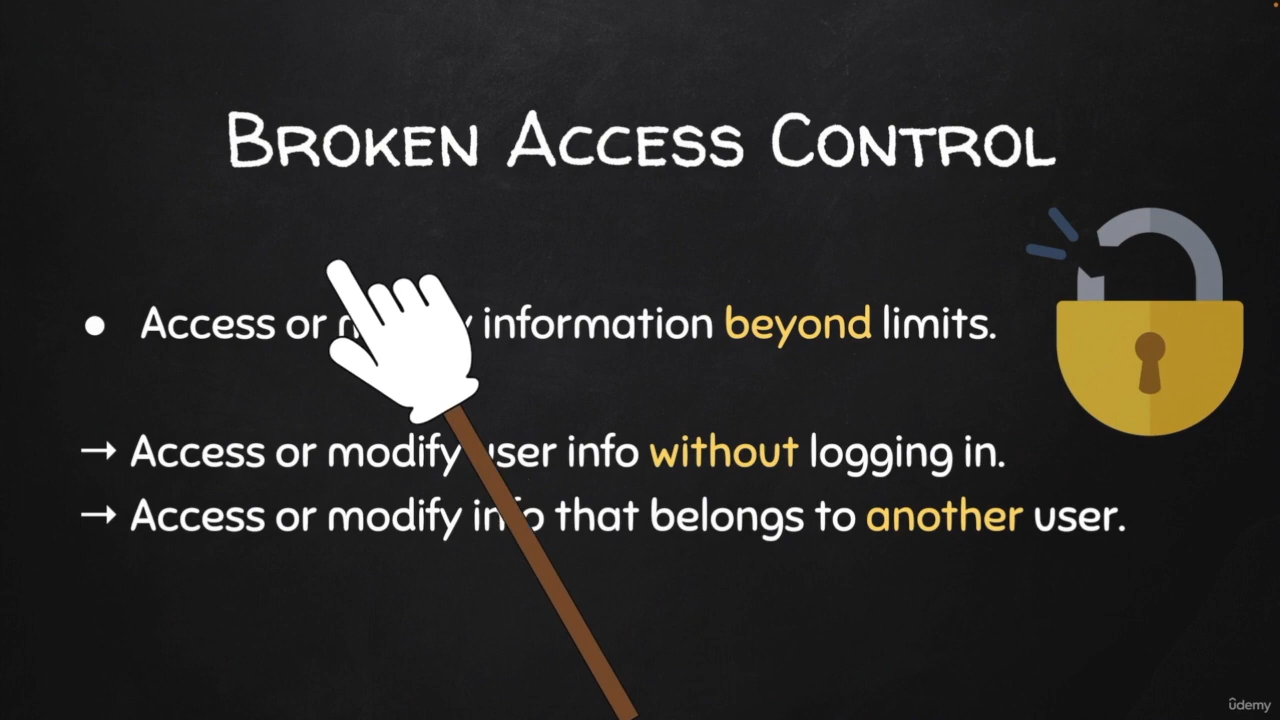 Broken Access Control
● Access or information beyond limits.
→ Access or modify user info without logging in.
→ Access or modify info that belongs to another user.
ûdemy